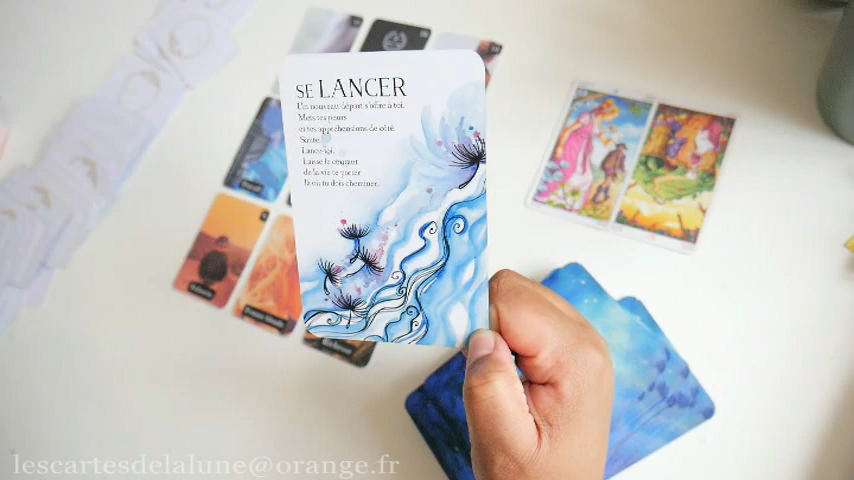 SE LANCER
Un nouveau départ s'offre à toi.
Mets tes peurs
et tes appréhensions de côté.
Saute.
Lance-toi.
Laisse le courant
de la vie te porter
Là où tu dois cheminer.
lescartesdelalune@orange.fr